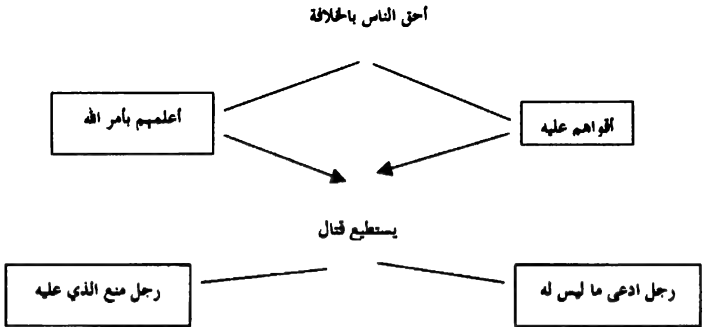 أحق الناس بالخلافة
أقواهم عليه
أعلمهم بأمر الله
يستطيع قتال
رجل ادعى ما ليس له
رجل منع الذي عليه